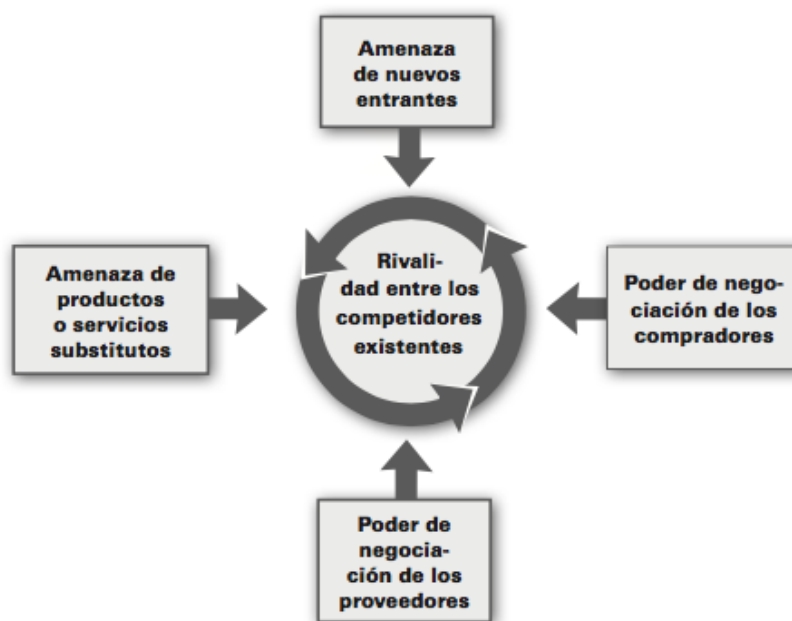 Amenaza
de nuevos
entrantes
Amenaza de
productos
o servicios
substitutos
Rivali-
dad entre los
competidores
existentes
Poder de nego-
ciación de los
compradores
Poder de
negocia-
ción de los
proveedores